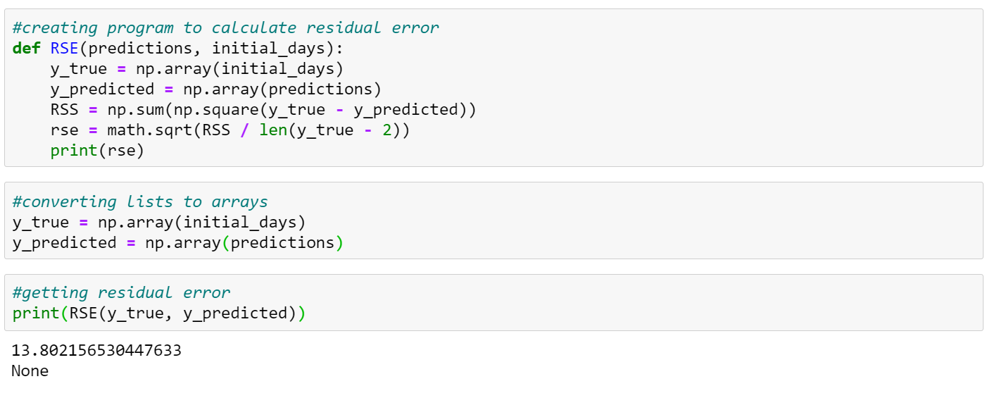 #creating program to calculate residual error
def RSE(predictions, initial_days):
    y_true = np.array(initial_days)
    y_predicted = np.array(predictions)
    RSS = np.sum(np.square(y_true - y_predicted))
    rse = math.sqrt(RSS / len(y_true - 2))
    print(rse)
#converting lists to arrays
y_true = np.array(initial_days)
y_predicted = np.array(predictions)
#getting residual error
print(RSE(y_true, y_predicted))
13.802156530447633
None